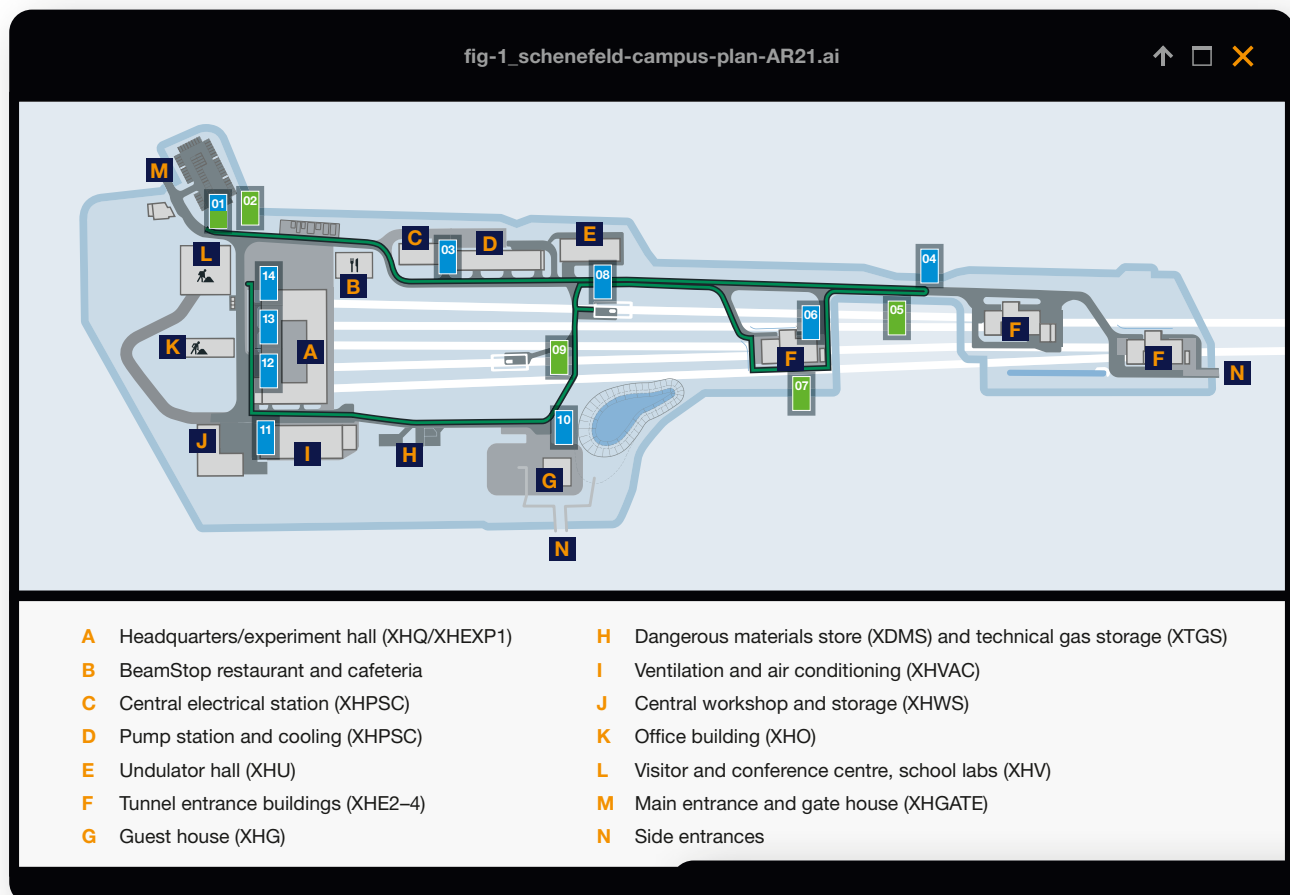 fig-1_schenefeld-campus-plan-AR21.ai
M
01
02
L
C
03
D
E
04
14
B
08
13
A
K
12
09
06
F
05
F
F
N
07
11
J
I
H
10
G
N
A Headquarters/experiment hall (XHQ/XHEXP1)
B BeamStop restaurant and cafeteria
C Central electrical station (XHPSC)
D Pump station and cooling (XHPSC)
E Undulator hall (XHU)
F Tunnel entrance buildings (XHE2–4)
G Guest house (XHG)
H Dangerous materials store (XDMS) and technical gas storage (XTGS)
I Ventilation and air conditioning (XHVAC)
J Central workshop and storage (XHWS)
K Office building (XHO)
L Visitor and conference centre, school labs (XHV)
M Main entrance and gate house (XHGATE)
N Side entrances